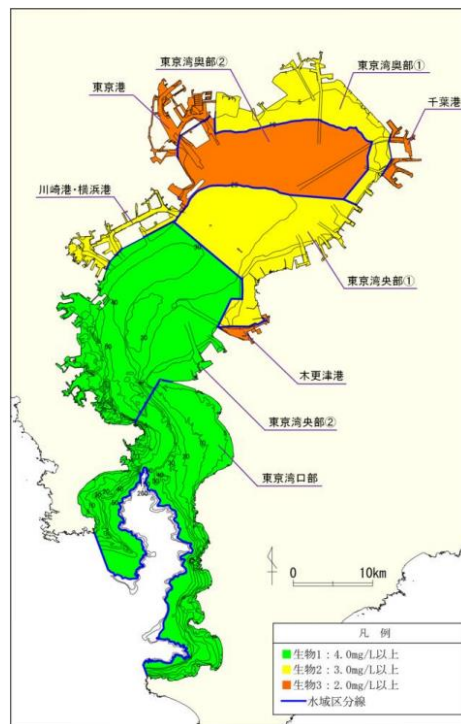 東京湾奥部②
東京湾奥部①
東京港
千葉港
川崎港・横浜港
東京湾央部①
木更津港
東京湾央部②
東京湾口部
0 10km
凡 例
生物1：4.0mg/L以上
生物2：3.0mg/L以上
生物3：2.0mg/L以上
水域区分線